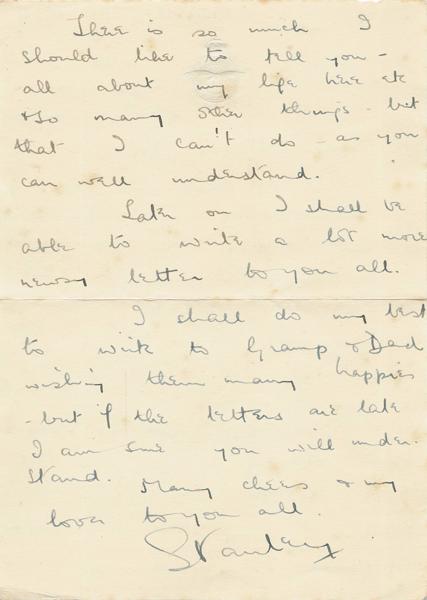 There is so much I
should like to tell you -
all about my life here etc
& so many other things - but
that I can't do - as you
can well understand.
Later on I shall be
able to write a lot more
newsy letter to you all.
I shall do my best
to write to Gramp & Dad
wishing them many happies
- but if the letters are late
I am sure you will under-
stand. Many cheers & my
love to you all.
Stanley